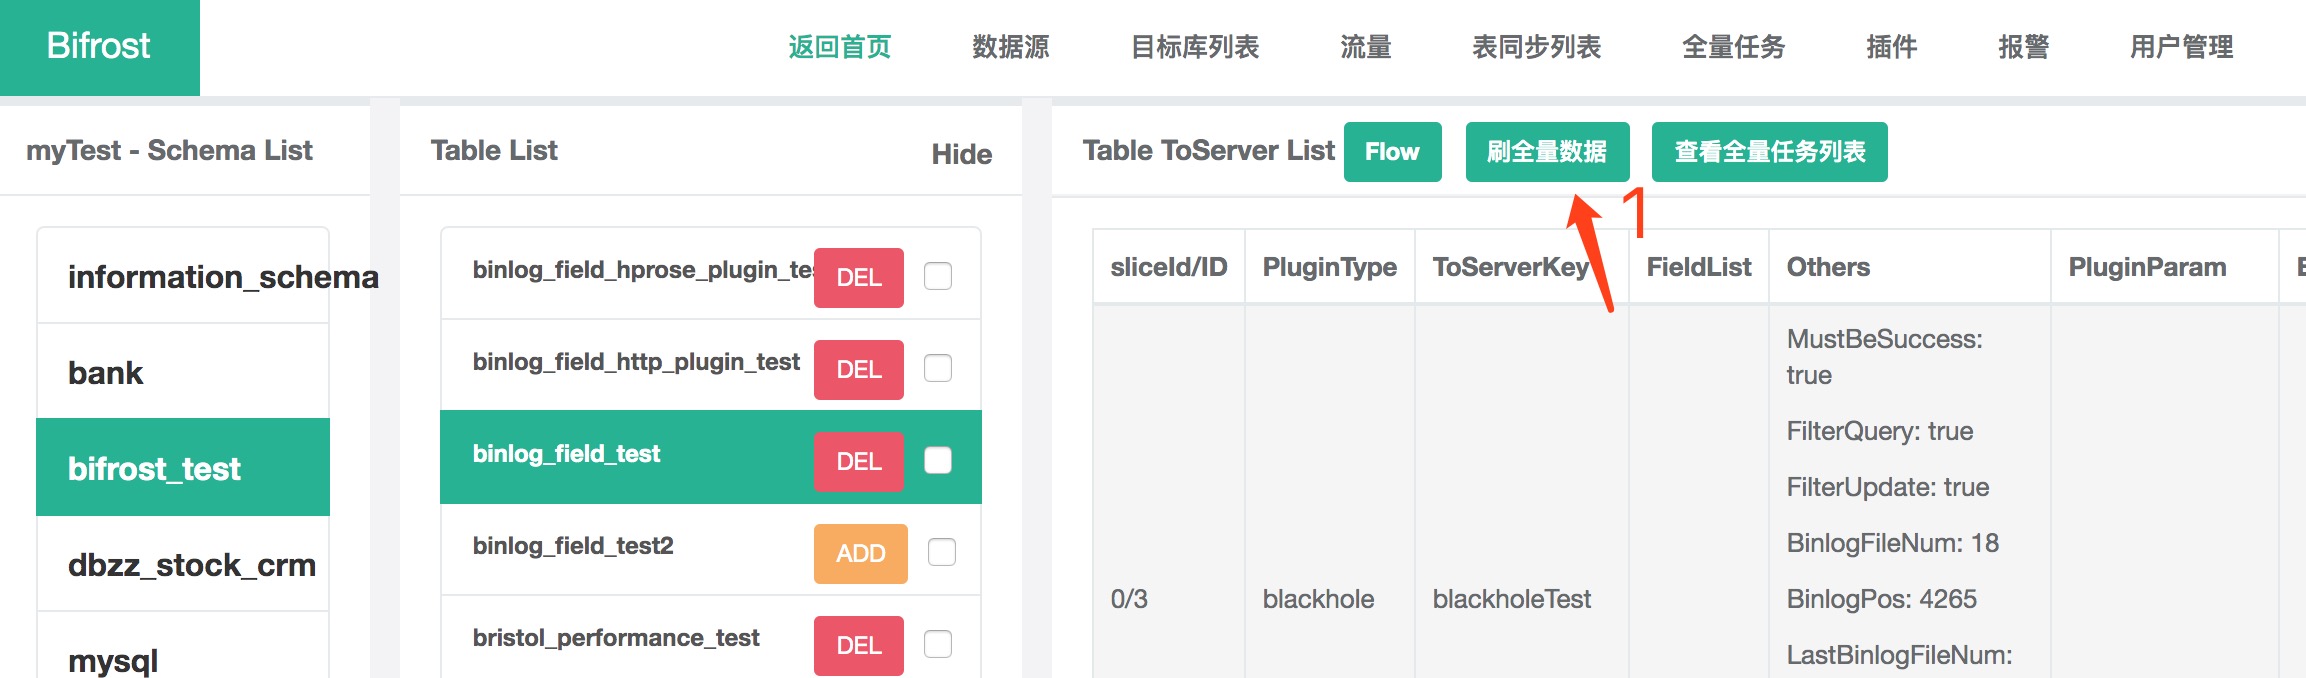 Bifrost
返回首页 数据源 目标库列表 流量 表同步列表 全量任务 插件 报警 用户管理
myTest - Schema List
information_schema
bank
bifrost_test
dbzz_stock_crm
mysql
Table List Hide
binlog_field_hprose_plugin_tes DEL
binlog_field_http_plugin_test DEL
binlog_field_test DEL
binlog_field_test2 ADD
bristol_performance_test DEL
Table ToServer List Flow 刷全量数据 查看全量任务列表
1
sliceId/ID PluginType ToServerKey FieldList Others PluginParam
0/3 blackhole blackholeTest
MustBeSuccess:
true
FilterQuery: true
FilterUpdate: true
BinlogFileNum: 18
BinlogPos: 4265
LastBinlogFileNum: